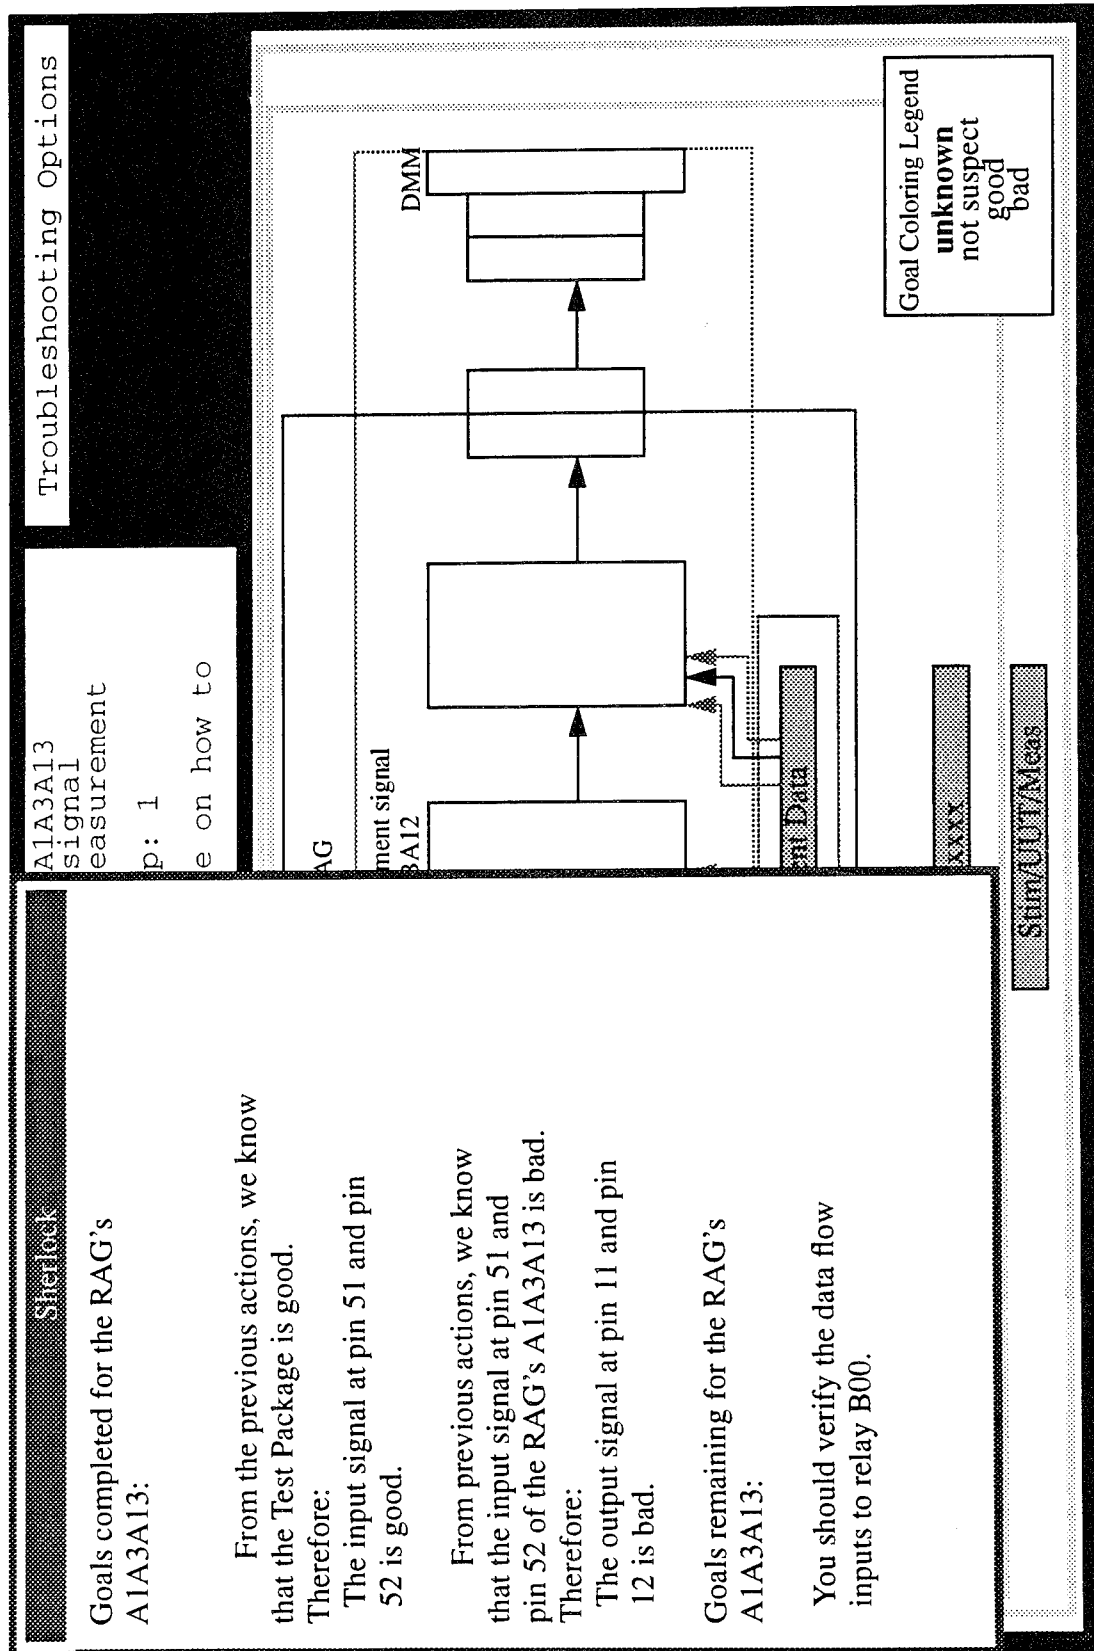 Sherlock
Goals completed for the RAG's
A1A3A13:
From the previous actions, we know
that the Test Package is good.
Therefore:
The input signal at pin 51 and pin
52 is good.
From previous actions, we know
that the input signal at pin 51 and
pin 52 of the RAG's A1A3A13 is bad.
Therefore:
The output signal at pin 11 and pin
12 is bad.
Goals remaining for the RAG's
A1A3A13:
You should verify the data flow
inputs to relay B00.
A1A3A13
signal
easurement
p: 1
e on how to
Troubleshooting Options
AG
ment signal
3A12
DMM
ent Data
xxxx
Stim/UUT/Meas
Goal Coloring Legend
unknown
not suspect
good
bad